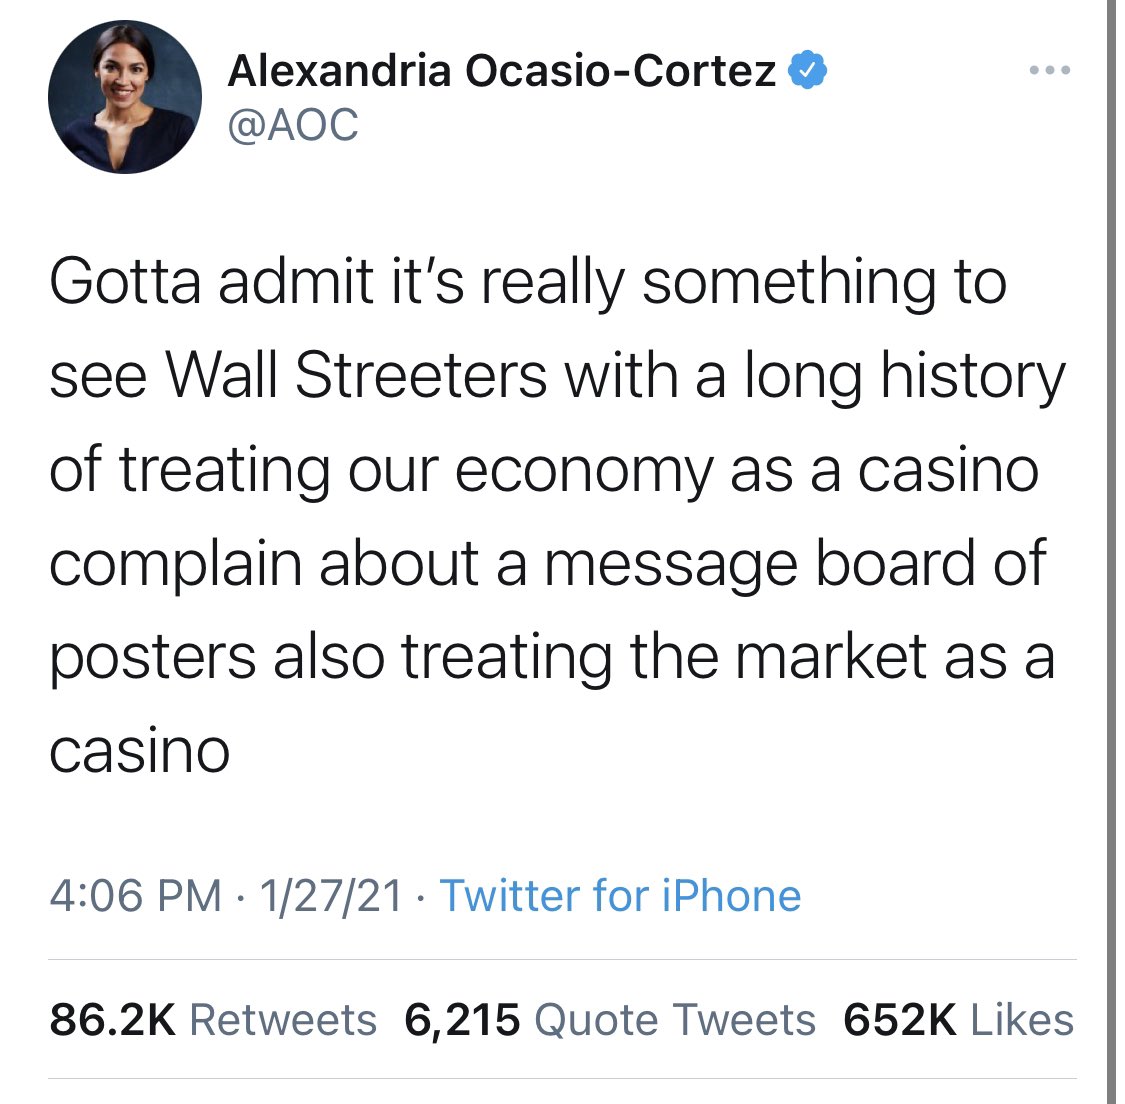 Alexandria Ocasio-Cortez
@AOC
Gotta admit it’s really something to
see Wall Streeters with a long history
of treating our economy as a casino
complain about a message board of
posters also treating the market as a
casino
4:06 PM · 1/27/21 · Twitter for iPhone
86.2K Retweets 6,215 Quote Tweets 652K Likes